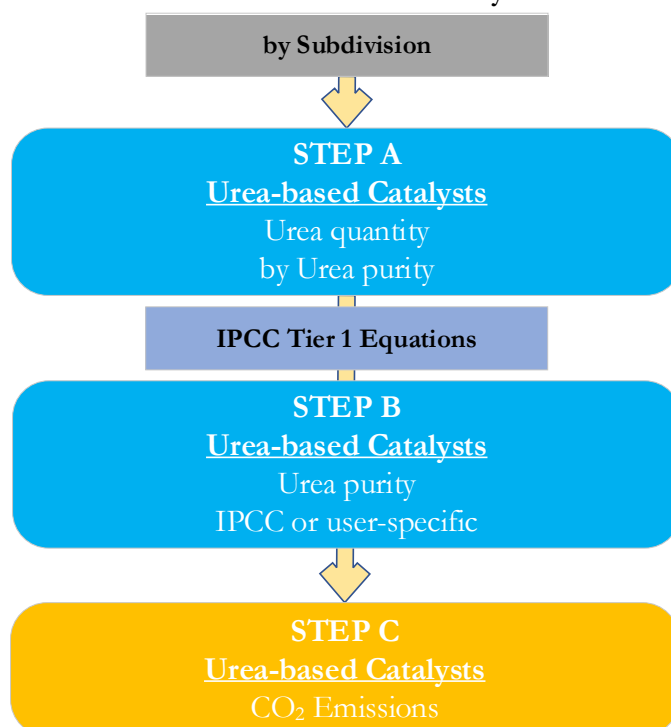 by Subdivision
STEP A
Urea-based Catalysts
Urea quantity
by Urea purity
IPCC Tier 1 Equations
STEP B
Urea-based Catalysts
Urea purity
IPCC or user-specific
STEP C
Urea-based Catalysts
CO₂ Emissions